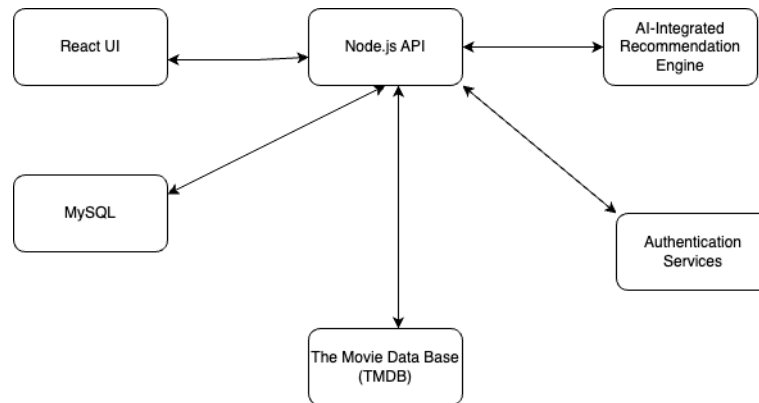 React UI
Node.js API
AI-Integrated
Recommendation
Engine
MySQL
Authentication
Services
The Movie Data Base
(TMDB)